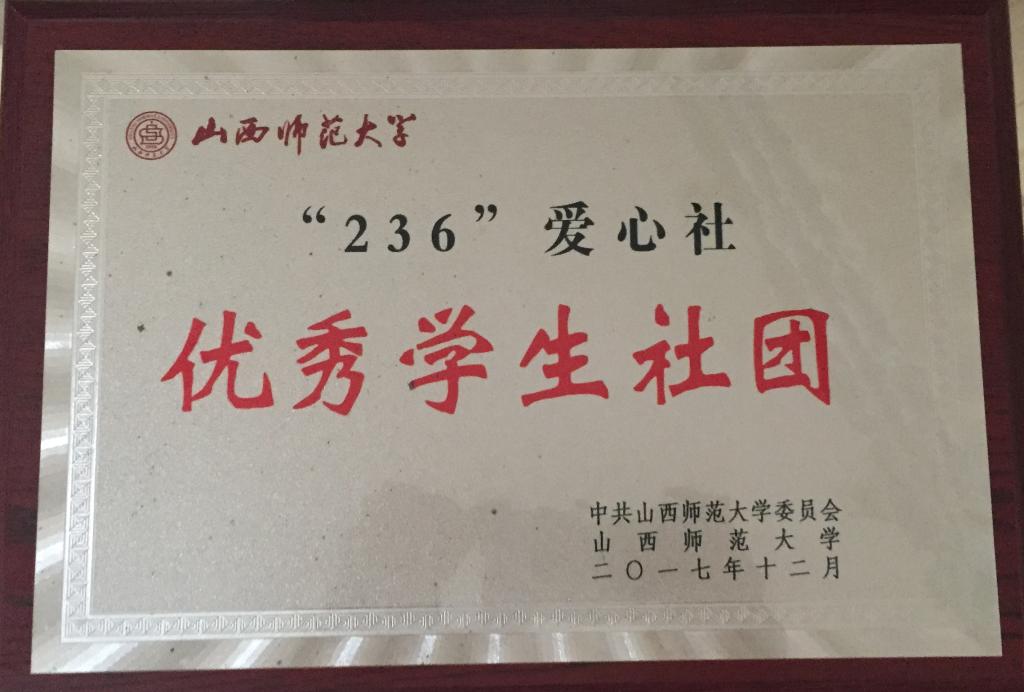 山西师范大学
“236”爱心社
优秀学生社团
中共山西师范大学委员会
山西师范大学
二〇一七年十二月